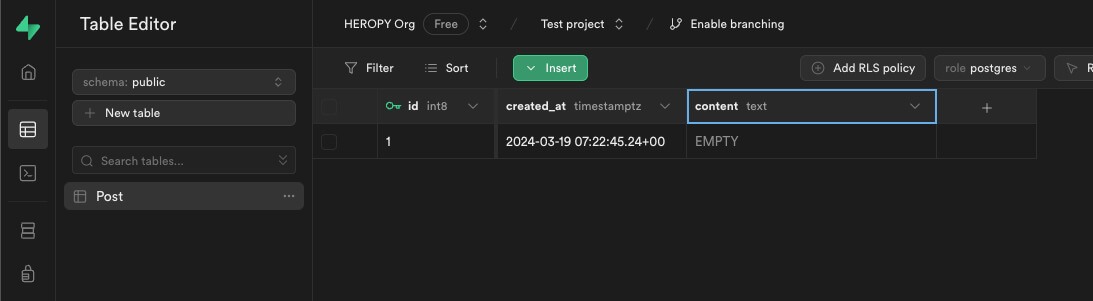 Table Editor
HEROPY Org Free / Test project / Enable branching
schema: public
New table
Search tables...
Post
Filter Sort Insert Add RLS policy role postgres R
id int8 created_at timestamptz content text
1 2024-03-19 07:22:45.24+00 EMPTY